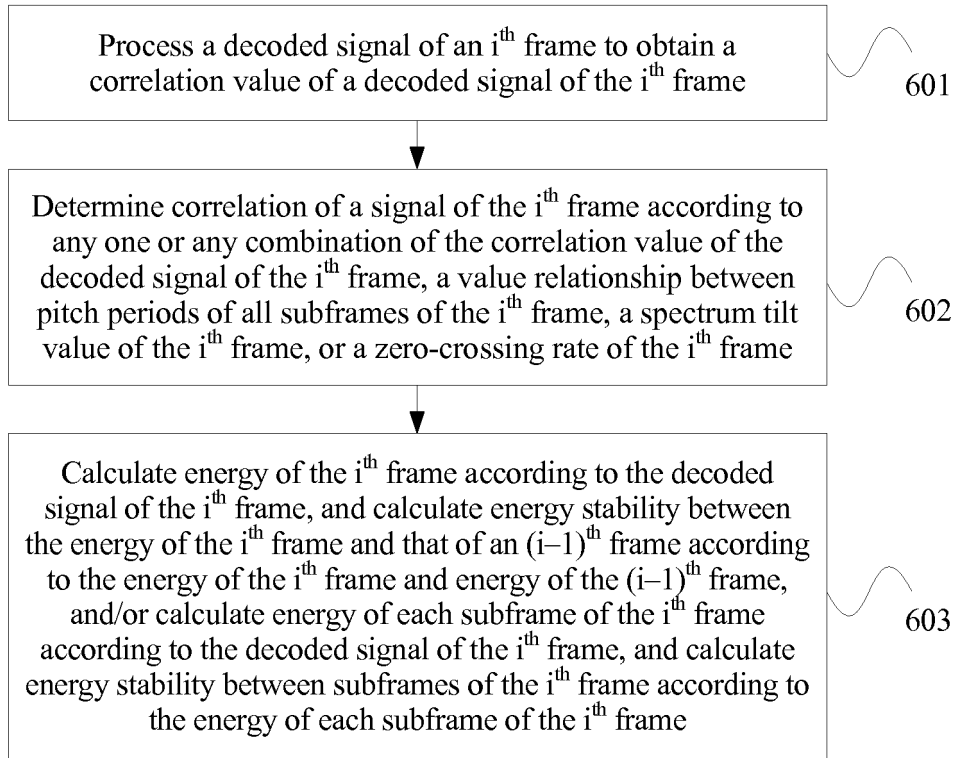 Process a decoded signal of an iᵗʰ frame to obtain a
correlation value of a decoded signal of the iᵗʰ frame
601
Determine correlation of a signal of the iᵗʰ frame according to
any one or any combination of the correlation value of the
decoded signal of the iᵗʰ frame, a value relationship between
pitch periods of all subframes of the iᵗʰ frame, a spectrum tilt
value of the iᵗʰ frame, or a zero-crossing rate of the iᵗʰ frame
602
Calculate energy of the iᵗʰ frame according to the decoded
signal of the iᵗʰ frame, and calculate energy stability between
the energy of the iᵗʰ frame and that of an (i–1)ᵗʰ frame according
to the energy of the iᵗʰ frame and energy of the (i–1)ᵗʰ frame,
and/or calculate energy of each subframe of the iᵗʰ frame
according to the decoded signal of the iᵗʰ frame, and calculate
energy stability between subframes of the iᵗʰ frame according to
the energy of each subframe of the iᵗʰ frame
603